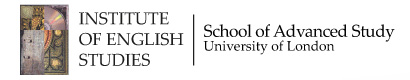 INSTITUTE
OF ENGLISH
STUDIES
School of Advanced Study
University of London